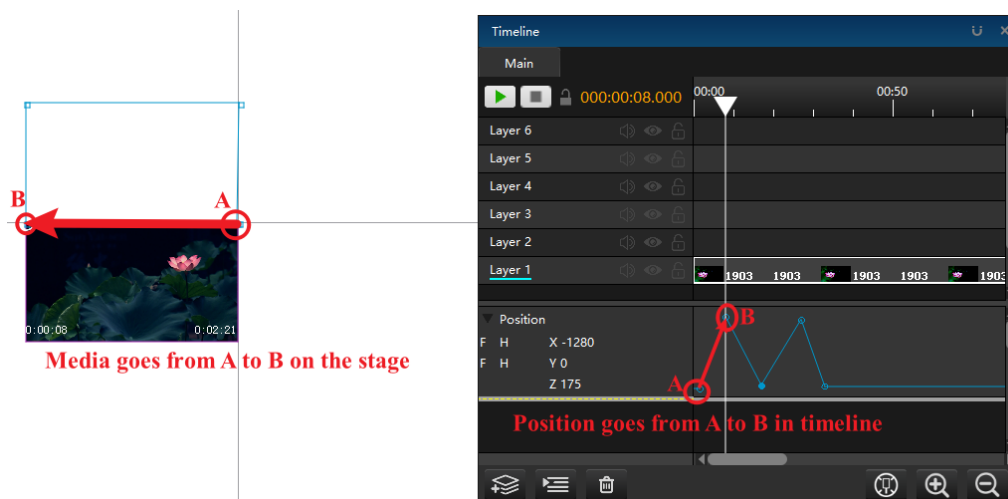 B
A
0:00:08
0:02:21
Media goes from A to B on the stage
Timeline
Main
000:00:08.000
00:00
00:50
Layer 6
Layer 5
Layer 4
Layer 3
Layer 2
Layer 1
1903 1903 1903 1903 1903
Position
B
F H X -1280
F H Y 0
Z 175
A
Position goes from A to B in timeline